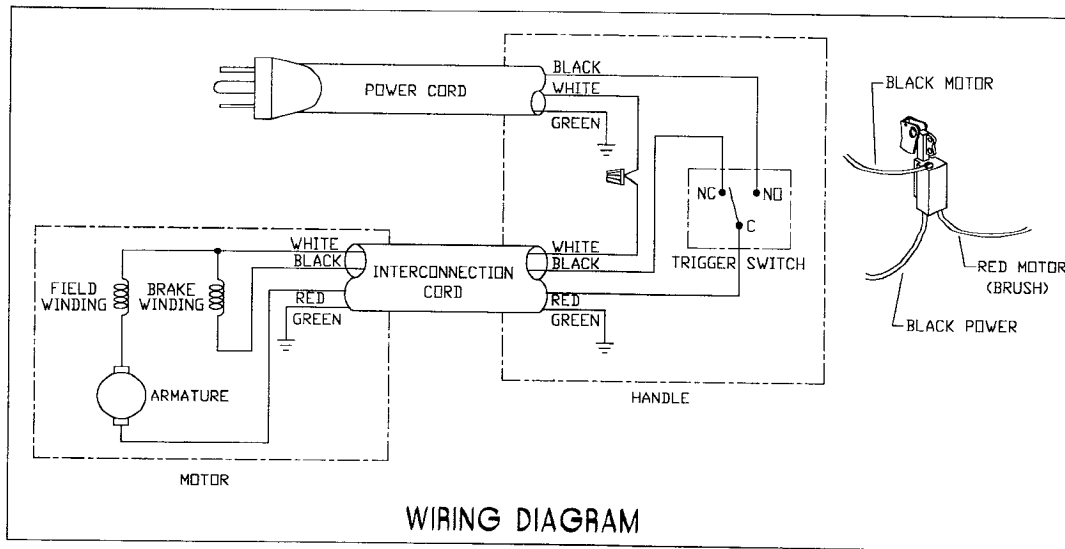 BLACK
POWER CORD
WHITE
GREEN
BLACK MOTOR
NC
NO
C
TRIGGER SWITCH
RED MOTOR
(BRUSH)
BLACK POWER
WHITE
BLACK
INTERCONNECTION
CORD
WHITE
BLACK
RED
GREEN
RED
GREEN
FIELD
WINDING
BRAKE
WINDING
ARMATURE
HANDLE
MOTOR
WIRING DIAGRAM